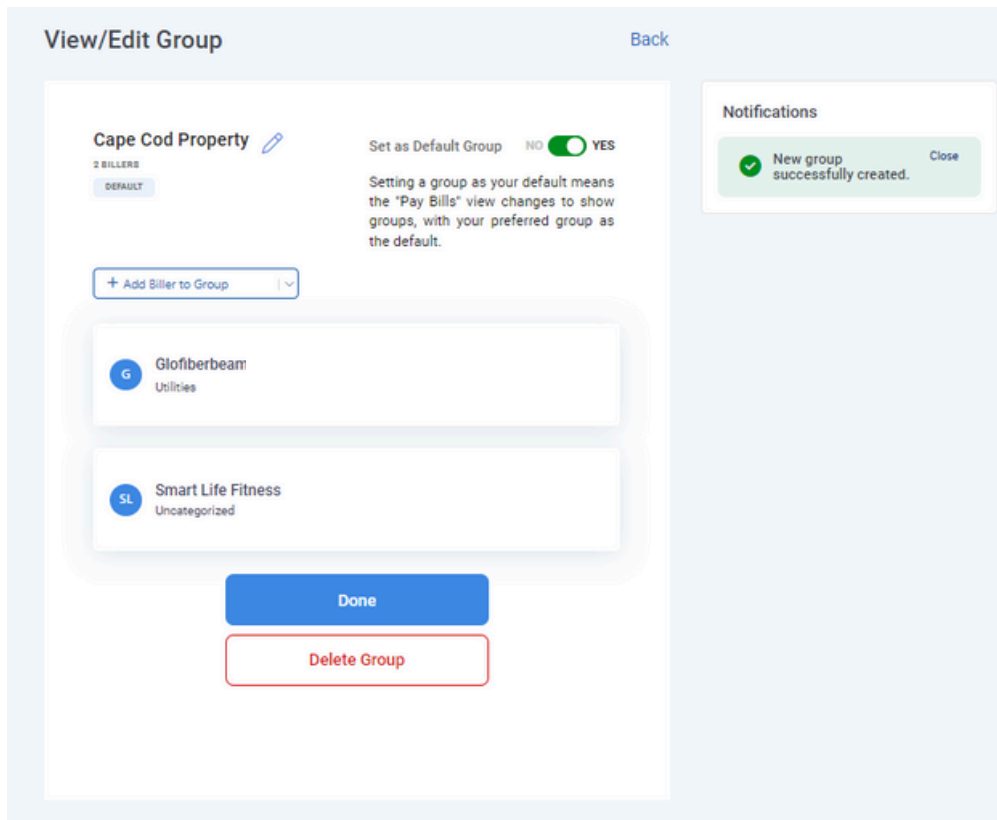 View/Edit Group
Back
Cape Cod Property
2 BILLERS
DEFAULT
Set as Default Group NO YES
Setting a group as your default means
the "Pay Bills" view changes to show
groups, with your preferred group as
the default.
+ Add Biller to Group
G
Glofiberbeam
Utilities
SL
Smart Life Fitness
Uncategorized
Done
Delete Group
Notifications
New group
successfully created.
Close